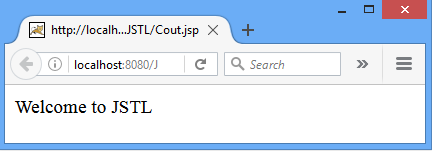 http://localh...JSTL/Cout.jsp
localhost:8080/J
Search
Welcome to JSTL